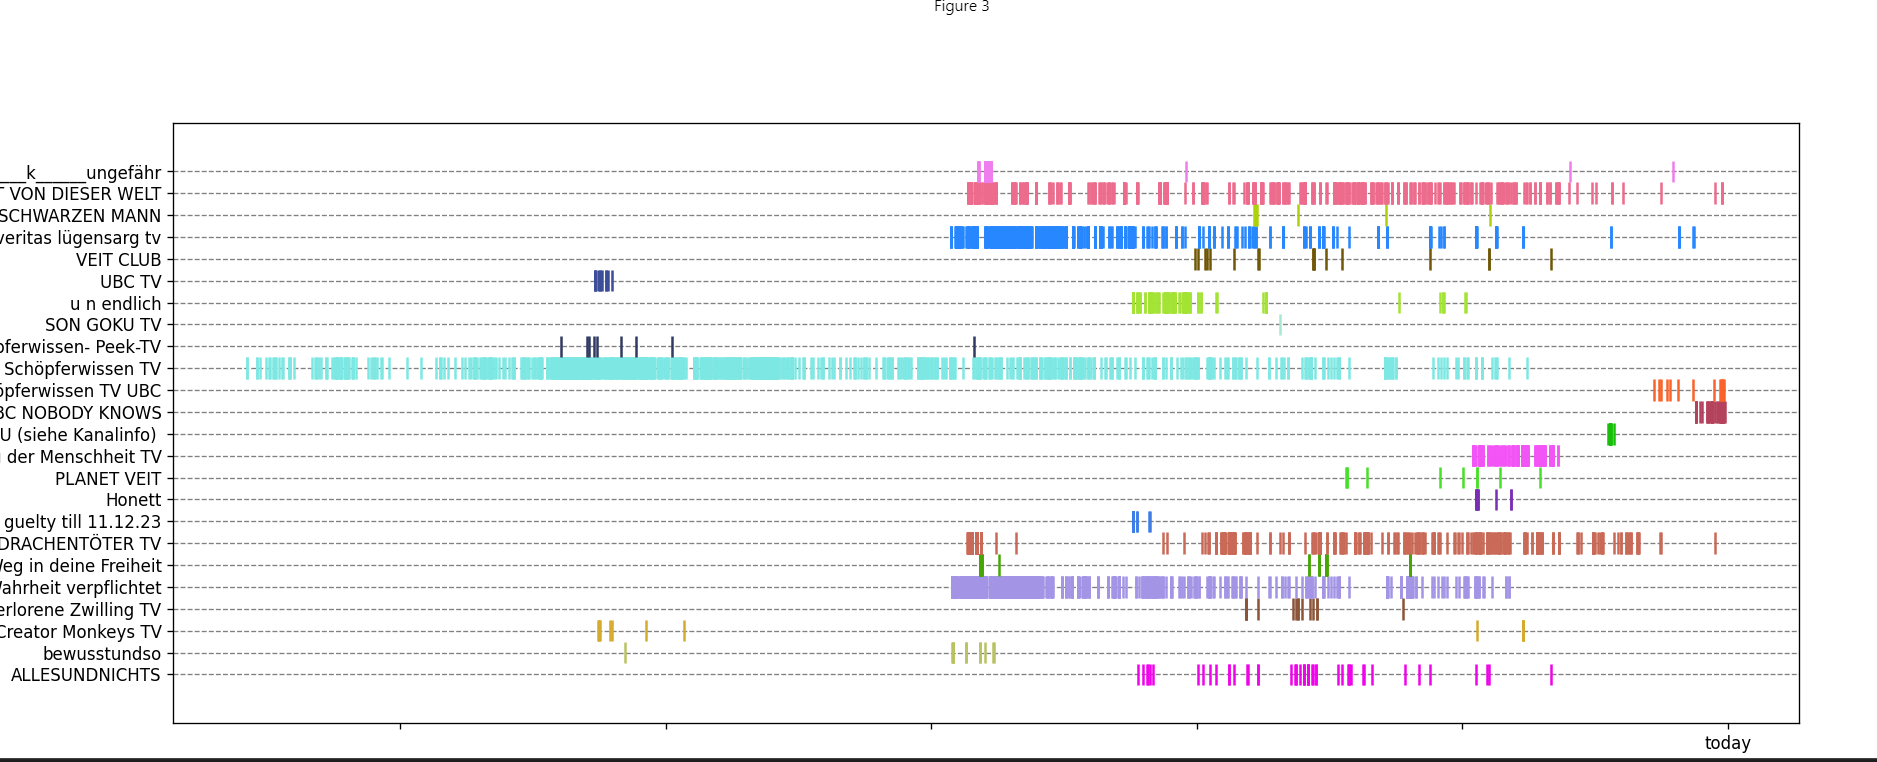 Figure 3
___k______ungefähr
T VON DIESER WELT
SCHWARZEN MANN
veritas lügensarg tv
VEIT CLUB
UBC TV
u n endlich
SON GOKU TV
pferwissen- Peek-TV
Schöpferwissen TV
öpferwissen TV UBC
BC NOBODY KNOWS
U (siehe Kanalinfo)
der Menschheit TV
PLANET VEIT
Honett
guelty till 11.12.23
DRACHENTÖTER TV
Weg in deine Freiheit
Wahrheit verpflichtet
erlorene Zwilling TV
Creator Monkeys TV
bewusstundso
ALLESUNDNICHTS
today